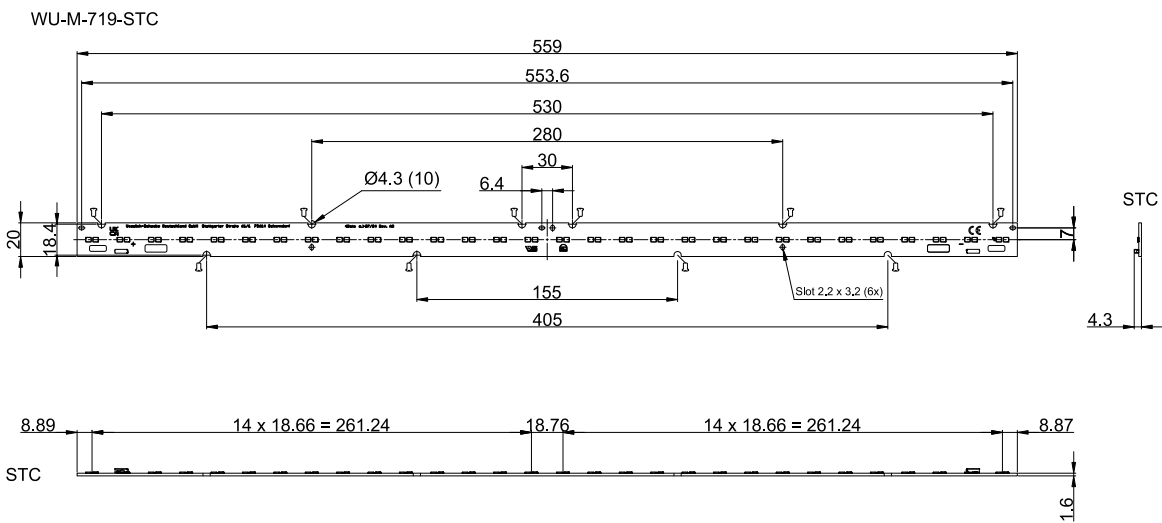 WU-M-719-STC
559
553.6
530
280
30
6.4
Ø4.3 (10)
STC
20
18.4
7
CE
+
-
Slot 2.2 x 3.2 (6x)
155
405
4.3
8.89
14 x 18.66 = 261.24
18.76
14 x 18.66 = 261.24
8.87
STC
1.6